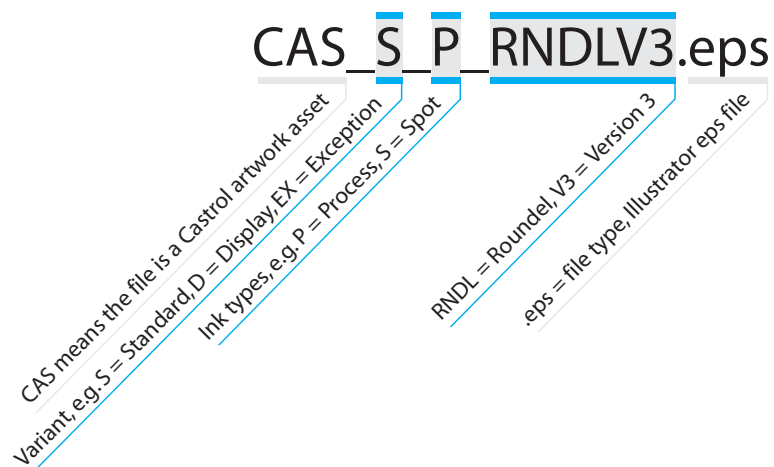 CAS_S_P_RNDLV3.eps
CAS means the file is a Castrol artwork asset
Variant, e.g. S = Standard, D = Display, EX = Exception
Ink types, e.g. P = Process, S = Spot
RNDL = Roundel, V3 = Version 3
.eps = file type, Illustrator eps file